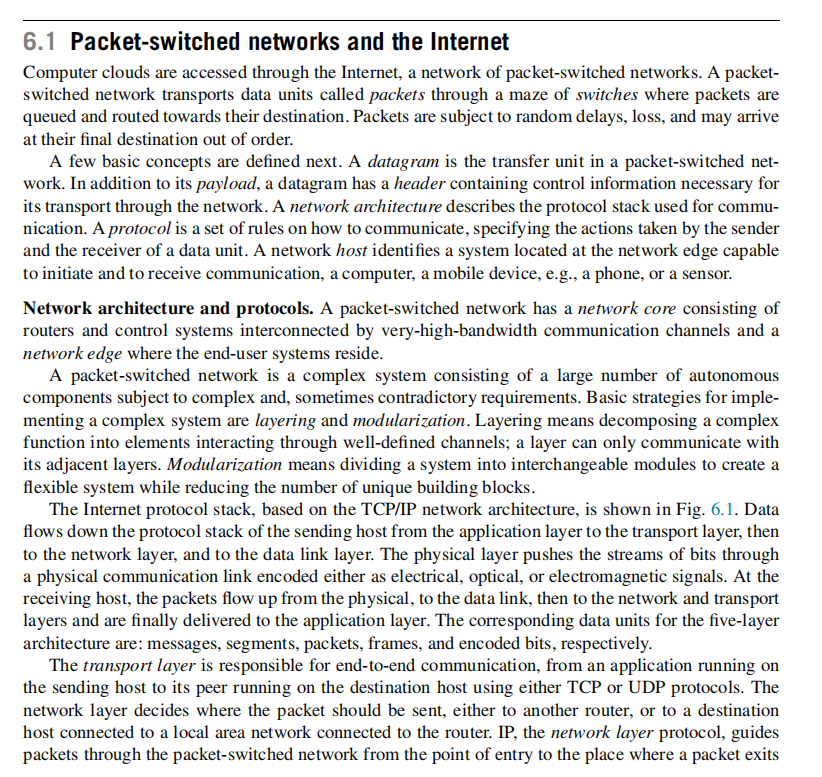 6.1 Packet-switched networks and the Internet
Computer clouds are accessed through the Internet, a network of packet-switched networks. A packet-
switched network transports data units called packets through a maze of switches where packets are
queued and routed towards their destination. Packets are subject to random delays, loss, and may arrive
at their final destination out of order.
A few basic concepts are defined next. A datagram is the transfer unit in a packet-switched net-
work. In addition to its payload, a datagram has a header containing control information necessary for
its transport through the network. A network architecture describes the protocol stack used for commu-
nication. A protocol is a set of rules on how to communicate, specifying the actions taken by the sender
and the receiver of a data unit. A network host identifies a system located at the network edge capable
to initiate and to receive communication, a computer, a mobile device, e.g., a phone, or a sensor.
Network architecture and protocols. A packet-switched network has a network core consisting of
routers and control systems interconnected by very-high-bandwidth communication channels and a
network edge where the end-user systems reside.
A packet-switched network is a complex system consisting of a large number of autonomous
components subject to complex and, sometimes contradictory requirements. Basic strategies for imple-
menting a complex system are layering and modularization. Layering means decomposing a complex
function into elements interacting through well-defined channels; a layer can only communicate with
its adjacent layers. Modularization means dividing a system into interchangeable modules to create a
flexible system while reducing the number of unique building blocks.
The Internet protocol stack, based on the TCP/IP network architecture, is shown in Fig. 6.1. Data
flows down the protocol stack of the sending host from the application layer to the transport layer, then
to the network layer, and to the data link layer. The physical layer pushes the streams of bits through
a physical communication link encoded either as electrical, optical, or electromagnetic signals. At the
receiving host, the packets flow up from the physical, to the data link, then to the network and transport
layers and are finally delivered to the application layer. The corresponding data units for the five-layer
architecture are: messages, segments, packets, frames, and encoded bits, respectively.
The transport layer is responsible for end-to-end communication, from an application running on
the sending host to its peer running on the destination host using either TCP or UDP protocols. The
network layer decides where the packet should be sent, either to another router, or to a destination
host connected to a local area network connected to the router. IP, the network layer protocol, guides
packets through the packet-switched network from the point of entry to the place where a packet exits